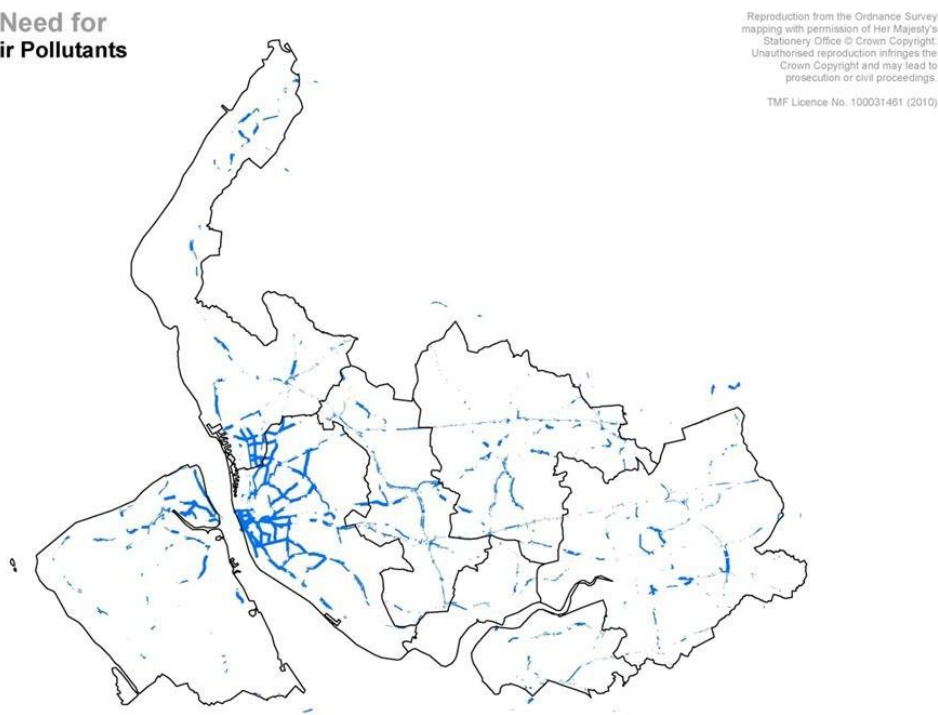 Need for
ir Pollutants
Reproduction from the Ordnance Survey
mapping with permission of Her Majesty's
Stationery Office © Crown Copyright.
Unauthorised reproduction infringes the
Crown Copyright and may lead to
prosecution or civil proceedings.
TMF Licence No. 100031461 (2010)